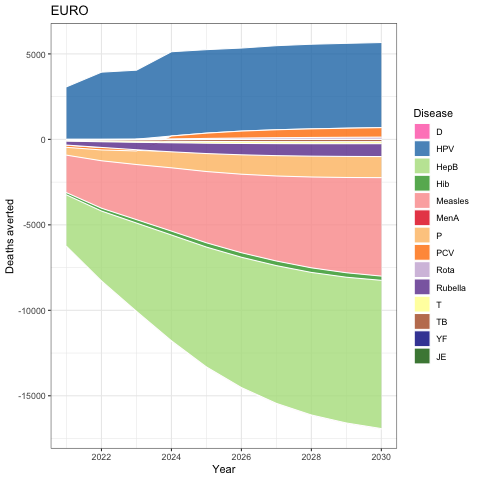 EURO
Deaths averted
5000
0
-5000
-10000
-15000
2022
2024
2026
2028
2030
Year
Disease
D
HPV
HepB
Hib
Measles
MenA
P
PCV
Rota
Rubella
T
TB
YF
JE